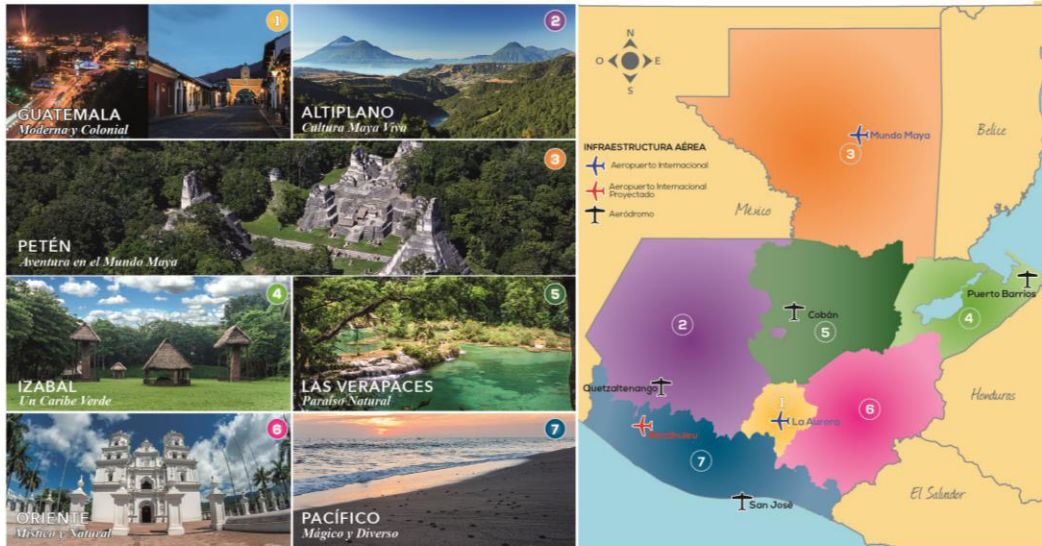 1
GUATEMALA
Moderna y Colonial
2
ALTIPLANO
Cultura Maya Viva
3
PETÉN
Aventura en el Mundo Maya
4
IZABAL
Un Caribe Verde
5
LAS VERAPACES
Paraíso Natural
6
ORIENTE
Místico y Natural
7
PACÍFICO
Mágico y Diverso
N
O E
S
INFRAESTRUCTURA AÉREA
Aeropuerto Internacional
Aeropuerto Internacional
Proyectado
Aeródromo
Mundo Maya
3
Belice
México
Puerto Barrios
4
Cobán
5
2
Quetzaltenango
1
La Aurora
6
Honduras
Retalhuleu
7
San José
El Salvador